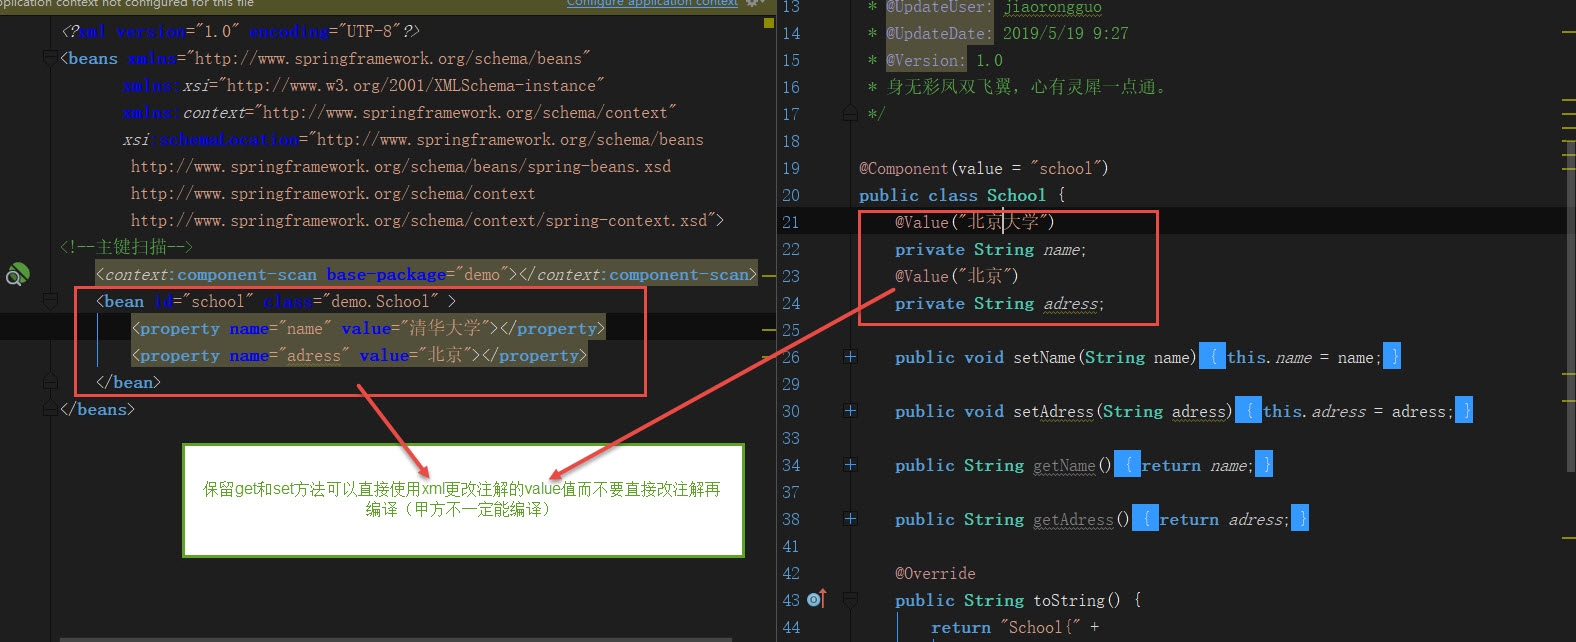 plication context not configured for this file
Configure application context
<?xml version="1.0" encoding="UTF-8"?>
<beans xmlns="http://www.springframework.org/schema/beans"
xmlns:xsi="http://www.w3.org/2001/XMLSchema-instance"
xmlns:context="http://www.springframework.org/schema/context"
xsi:schemaLocation="http://www.springframework.org/schema/beans
http://www.springframework.org/schema/beans/spring-beans.xsd
http://www.springframework.org/schema/context
http://www.springframework.org/schema/context/spring-context.xsd">
<!--主键扫描-->
<context:component-scan base-package="demo"></context:component-scan>
<bean id="school" class="demo.School" >
<property name="name" value="清华大学"></property>
<property name="adress" value="北京"></property>
</bean>
</beans>
保留get和set方法可以直接使用xml更改注解的value值而不要直接改注解再
编译（甲方不一定能编译）
13 * @UpdateUser: jiaorongguo
14 * @UpdateDate: 2019/5/19 9:27
15 * @Version: 1.0
16 * 身无彩凤双飞翼，心有灵犀一点通。
17 */
18
19 @Component(value = "school")
20 public class School {
21 @Value("北京大学")
22 private String name;
23 @Value("北京")
24 private String adress;
25
26 public void setName(String name) { this.name = name; }
29
30 public void setAdress(String adress) { this.adress = adress; }
33
34 public String getName() { return name; }
37
38 public String getAdress() { return adress; }
41
42 @Override
43 public String toString() {
44 return "School{" +